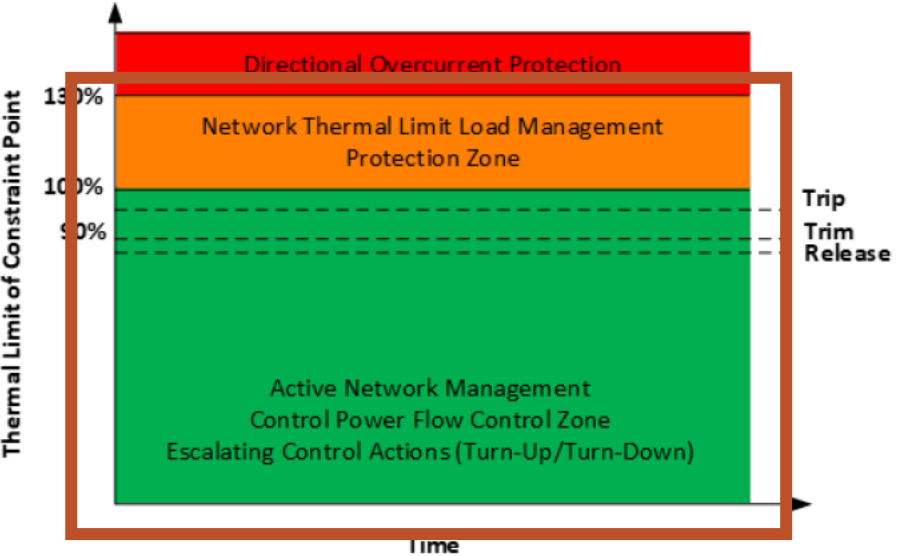 Directional Overcurrent Protection
130%
Network Thermal Limit Load Management
Protection Zone
100%
Trip
90%
Trim
Release
Thermal Limit of Constraint Point
Active Network Management
Control Power Flow Control Zone
Escalating Control Actions (Turn-Up/Turn-Down)
Time